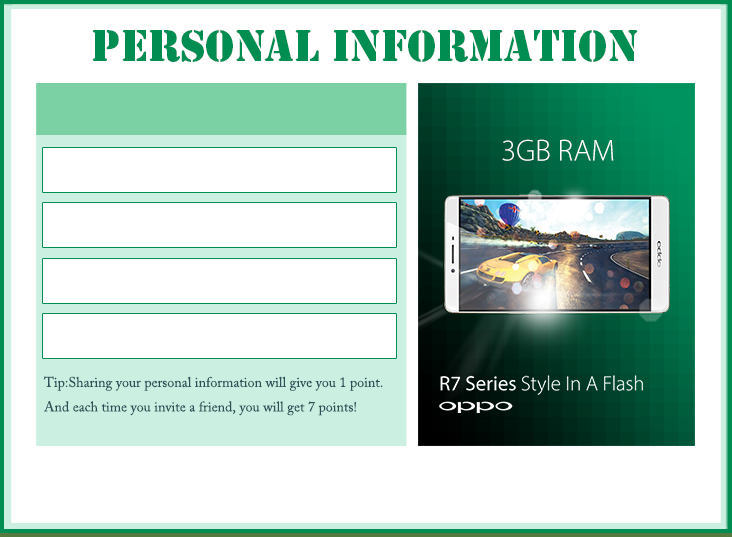 PERSONAL INFORMATION
Tip:Sharing your personal information will give you 1 point.
And each time you invite a friend, you will get 7 points!
3GB RAM
oppo
R7 Series Style In A Flash
oppo